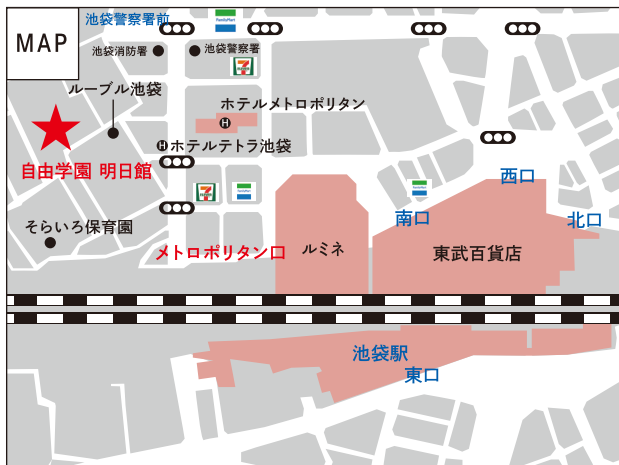 MAP
池袋警察署前
FamilyMart
池袋消防署
池袋警察署
ルーブル池袋
ホテルメトロポリタン
H
H ホテルテトラ池袋
自由学園 明日館
西口
南口
北口
そらいろ保育園
メトロポリタン口
ルミネ
東武百貨店
池袋駅
東口